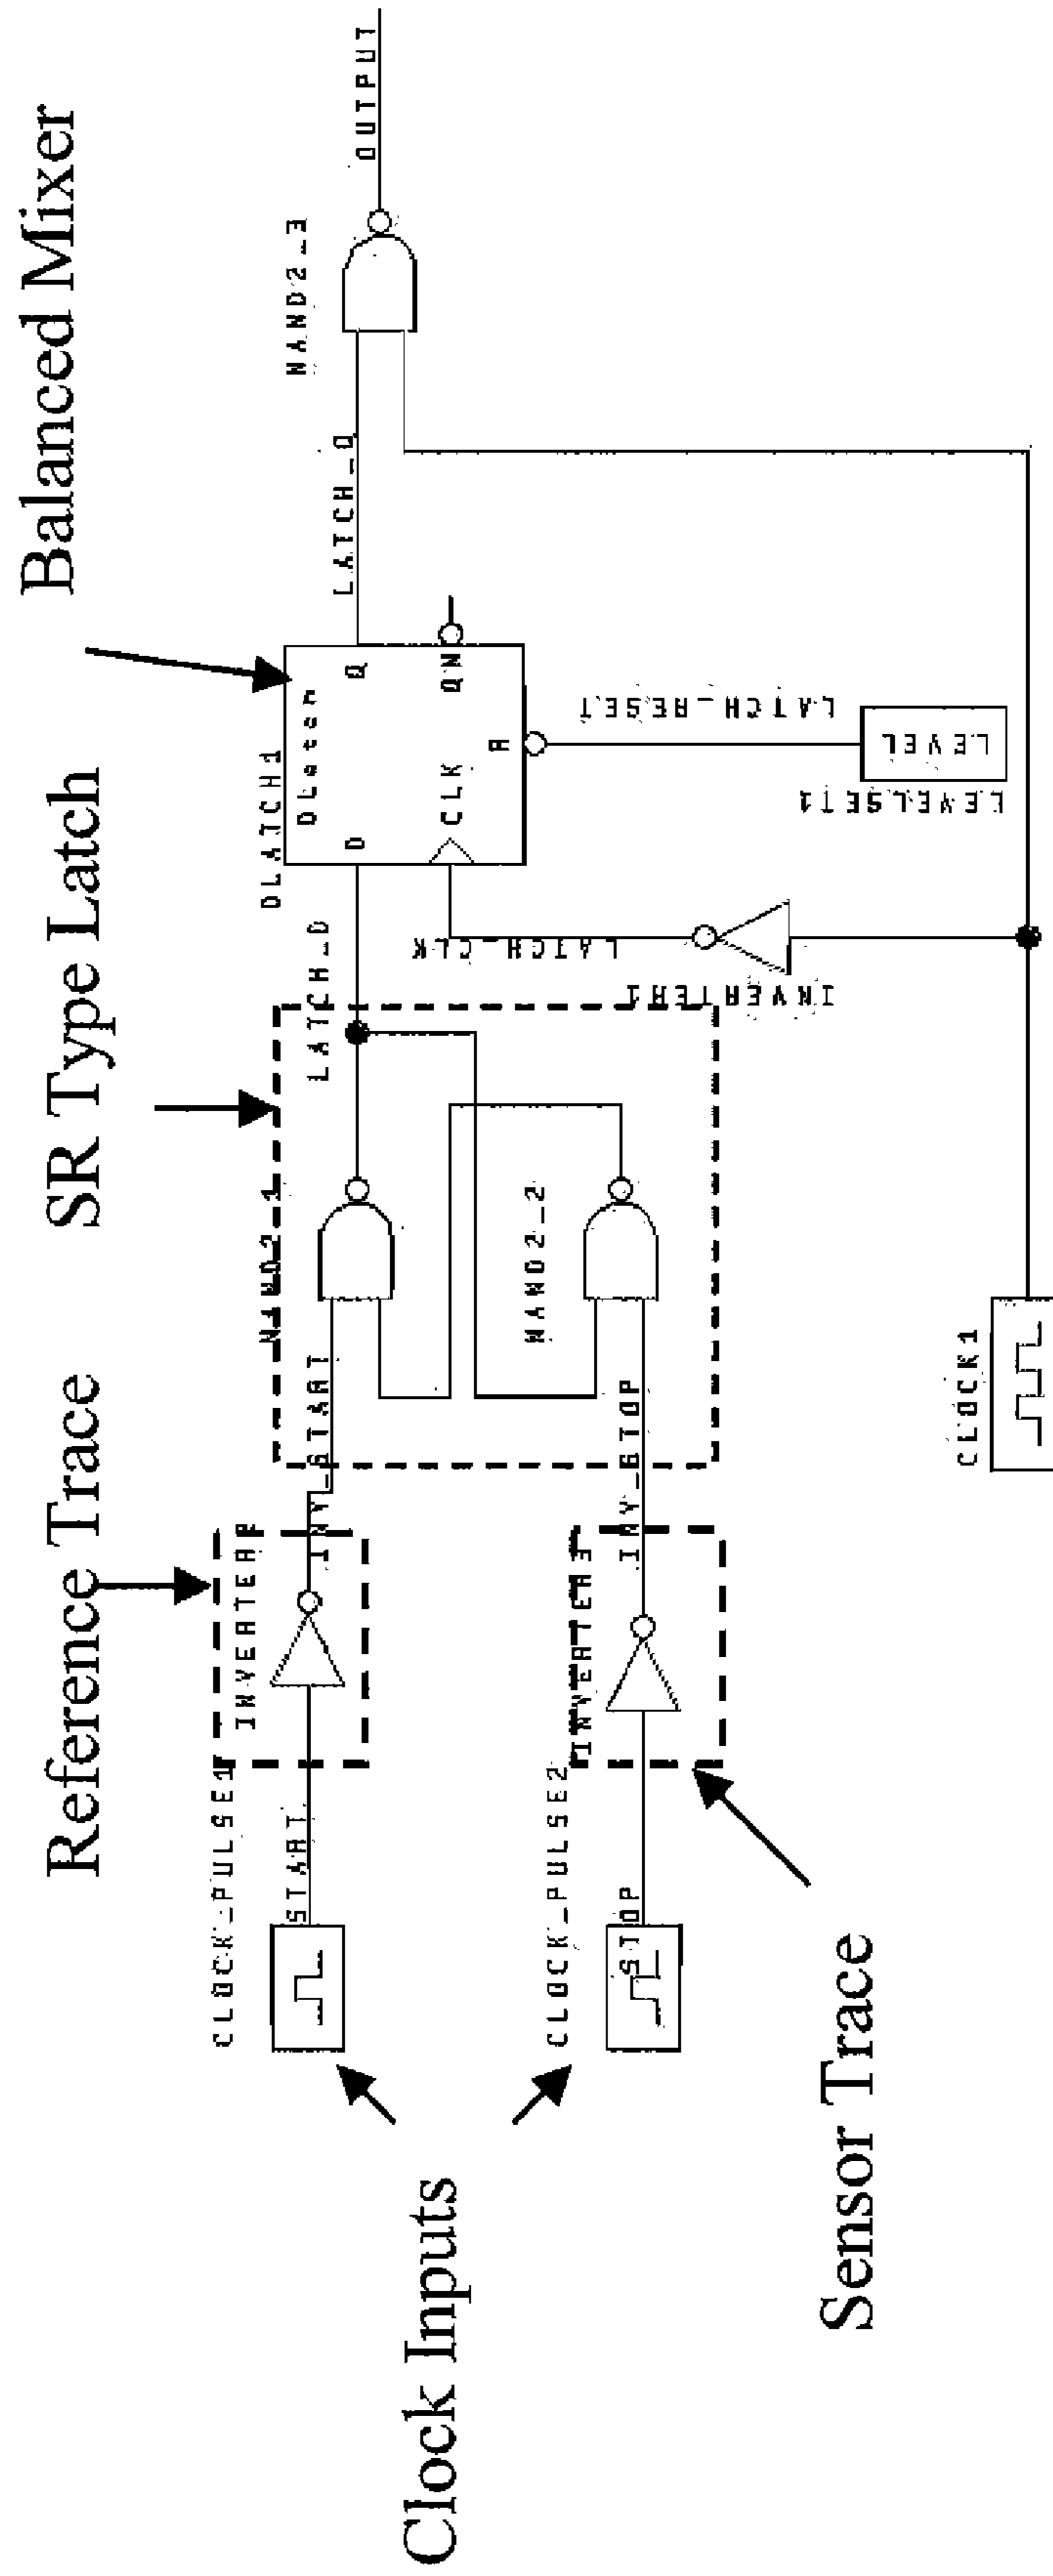 Balanced Mixer
SR Type Latch
Reference Trace
Clock Inputs
Sensor Trace
CLOCK_PULSE1
START
INVERTER2
INV_START
NAND2_1
LATCH_D
DLATCH1
DLatch
D
Q
CLK
QN
R
LATCH_Q
NAND2_3
OUTPUT
CLOCK_PULSE2
STOP
INVERTER3
INV_STOP
NAND2_2
LATCH_CLK
INVERTER1
LATCH_RESET
LEVEL
LEVELSET1
CLOCK1